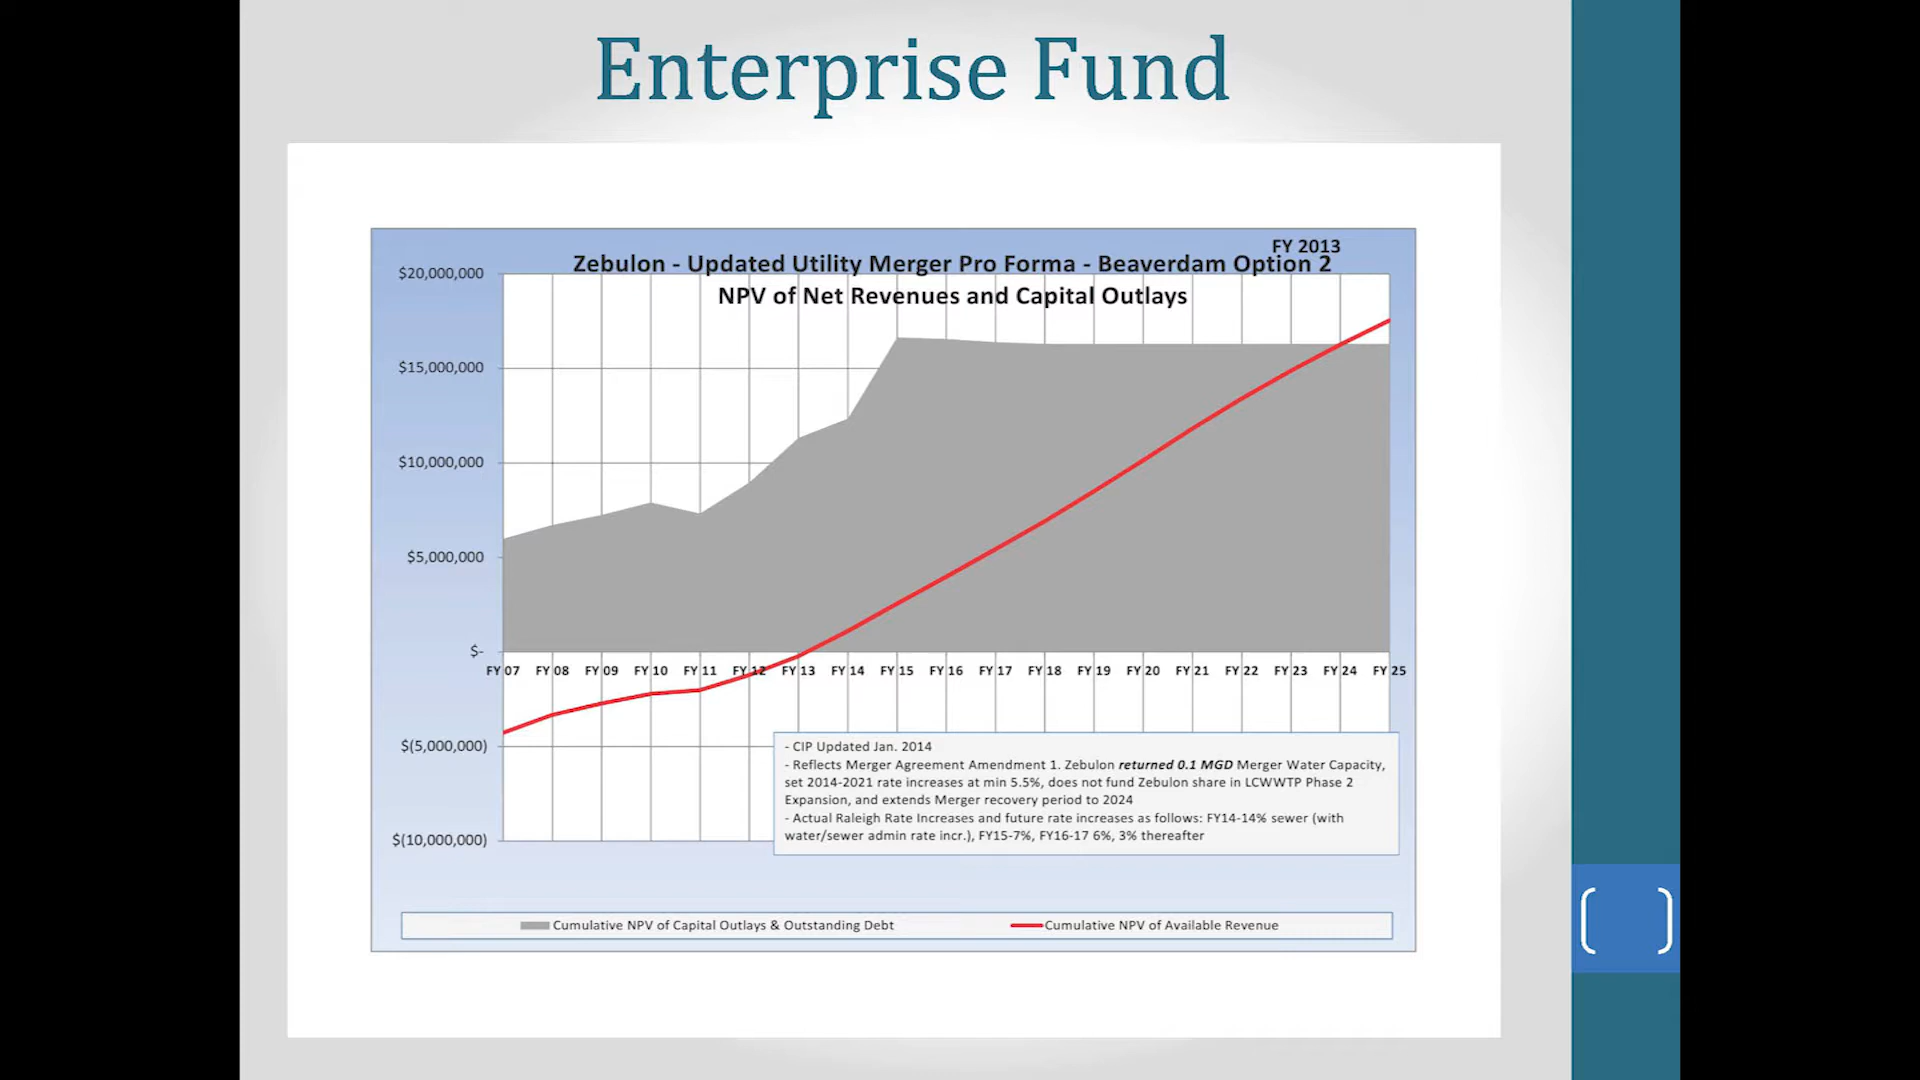 Enterprise Fund
FY 2013
Zebulon - Updated Utility Merger Pro Forma - Beaverdam Option 2
NPV of Net Revenues and Capital Outlays
$20,000,000
$15,000,000
$10,000,000
$5,000,000
$-
$(5,000,000)
$(10,000,000)
FY 07 FY 08 FY 09 FY 10 FY 11 FY 12 FY 13 FY 14 FY 15 FY 16 FY 17 FY 18 FY 19 FY 20 FY 21 FY 22 FY 23 FY 24 FY 25
- CIP Updated Jan. 2014
- Reflects Merger Agreement Amendment 1. Zebulon returned 0.1 MGD Merger Water Capacity,
set 2014-2021 rate increases at min 5.5%, does not fund Zebulon share in LCWWTP Phase 2
Expansion, and extends Merger recovery period to 2024
- Actual Raleigh Rate Increases and future rate increases as follows: FY14-14% sewer (with
water/sewer admin rate incr.), FY15-7%, FY16-17 6%, 3% thereafter
Cumulative NPV of Capital Outlays & Outstanding Debt
Cumulative NPV of Available Revenue